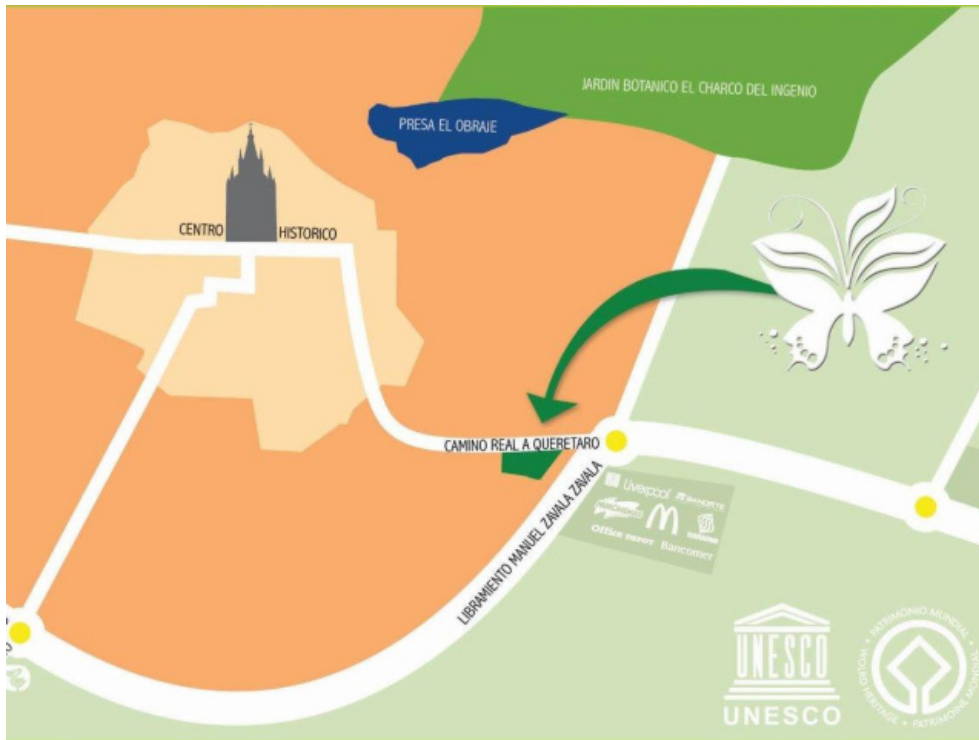 JARDIN BOTANICO EL CHARCO DEL INGENIO
PRESA EL OBRAJE
CENTRO HISTORICO
CAMINO REAL A QUERETARO
LIBRAMIENTO MANUEL ZAVALA ZAVALA
Liverpool BANORTE
Office DEPOT Bancomer
UNESCO
UNESCO
PATRIMONIO MUNDIAL • WORLD HERITAGE • PATRIMOINE MONDIAL •